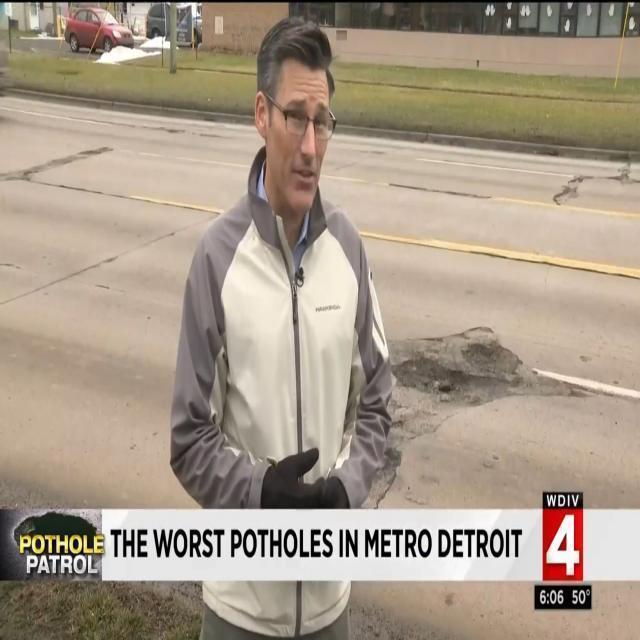 POTHOLE
PATROL
THE WORST POTHOLES IN METRO DETROIT
WDIV
4
6:06 50°